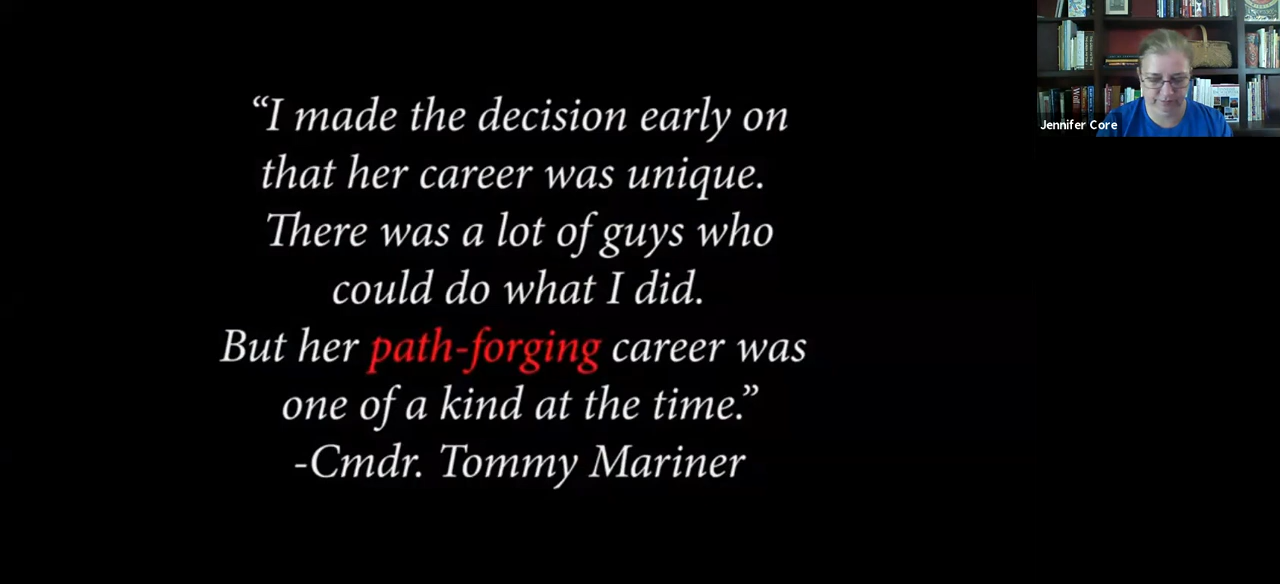 “I made the decision early on
that her career was unique.
There was a lot of guys who
could do what I did.
But her path-forging career was
one of a kind at the time.”
-Cmdr. Tommy Mariner
Jennifer Core